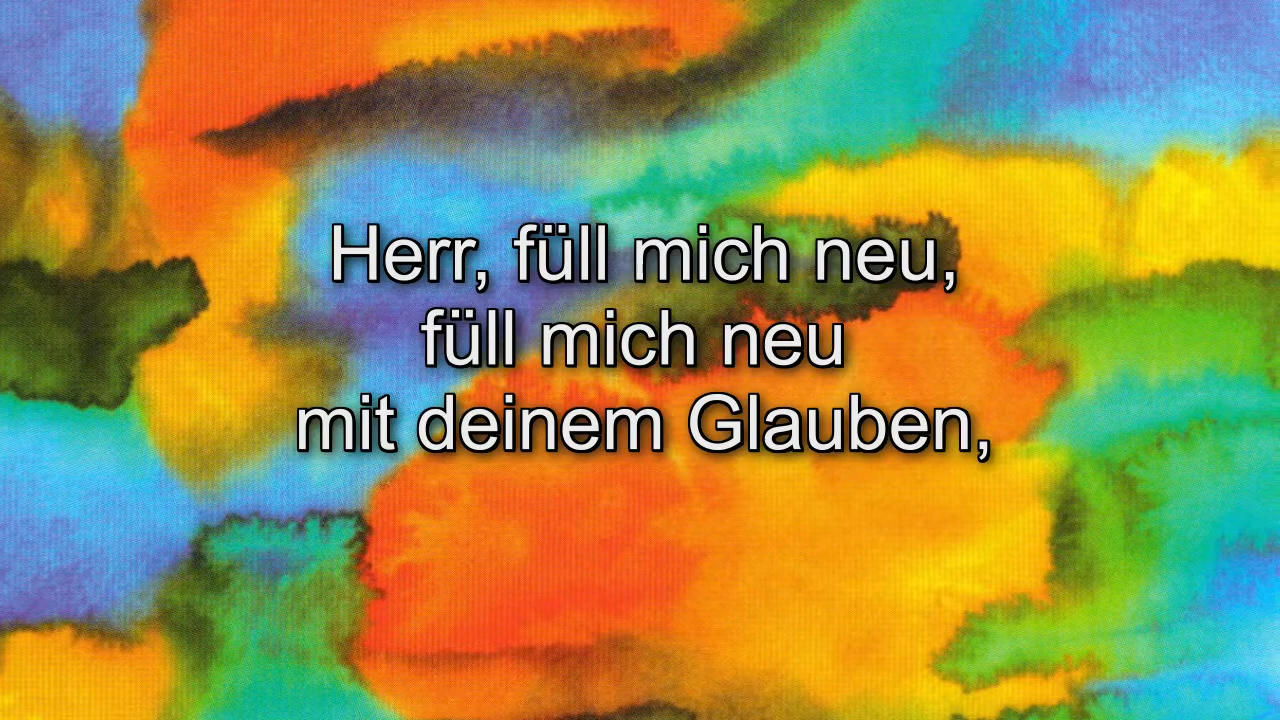 Herr, füll mich neu,
füll mich neu
mit deinem Glauben,